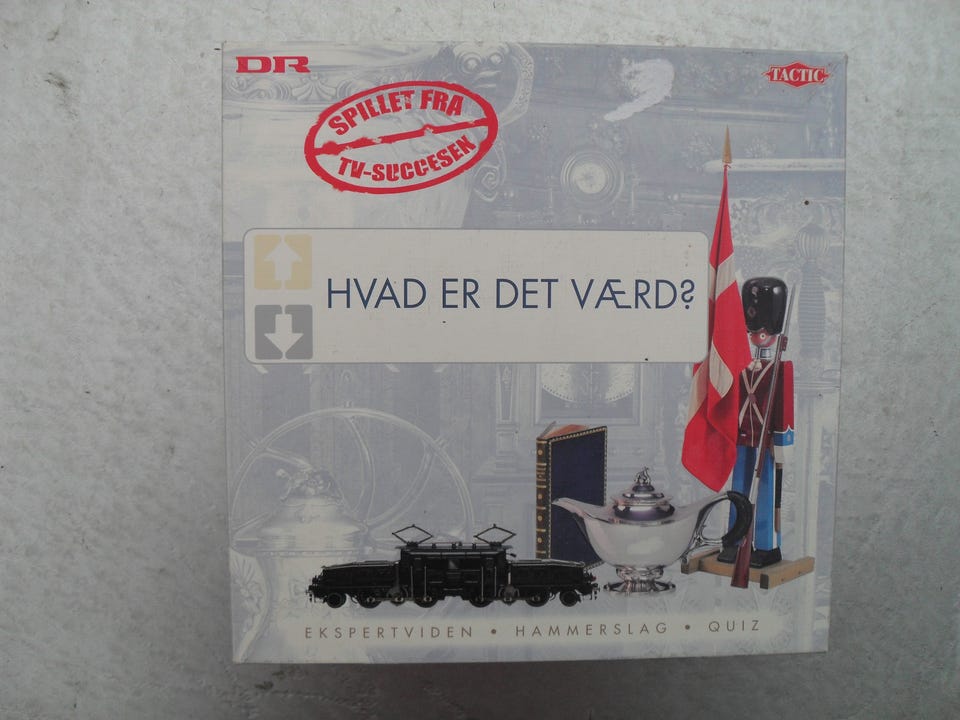 DR
TACTIC
SPILLET FRA
TV-SUCCESEN
HVAD ER DET VÆRD?
EKSPERTVIDEN • HAMMERSLAG • QUIZ